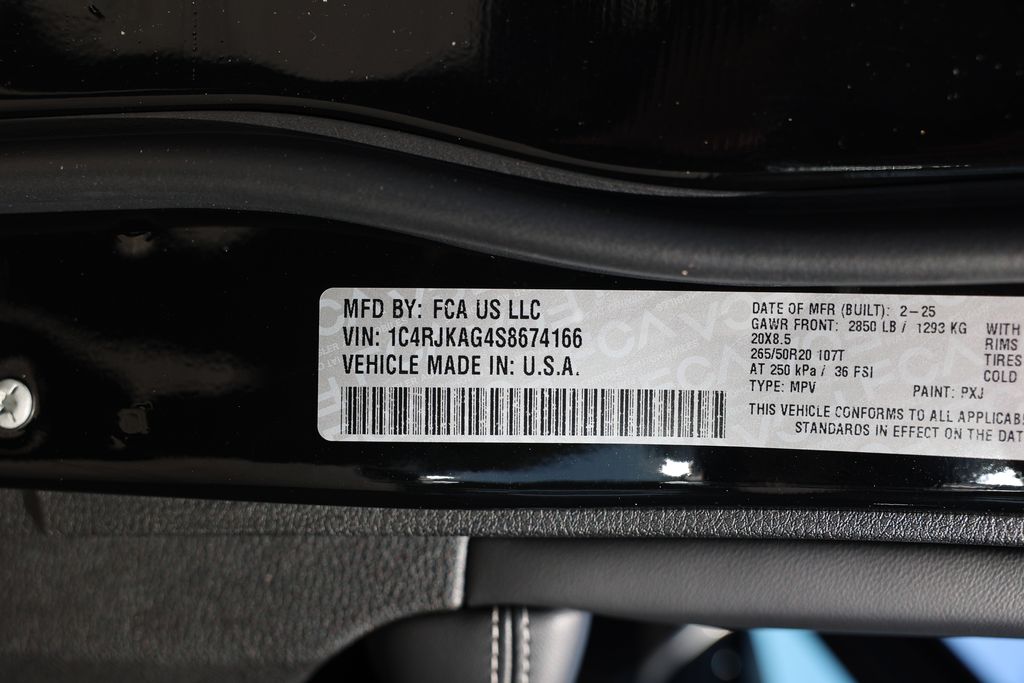 MFD BY: FCA US LLC
VIN: 1C4RJKAG4S8674166
VEHICLE MADE IN: U.S.A.
DATE OF MFR (BUILT): 2-25
GAWR FRONT: 2850 LB / 1293 KG
WITH
20X8.5
RIMS
265/50R20 107T
TIRES
AT 250 kPa / 36 PSI
COLD
TYPE: MPV
PAINT: PXJ
THIS VEHICLE CONFORMS TO ALL APPLICAB
STANDARDS IN EFFECT ON THE DAT